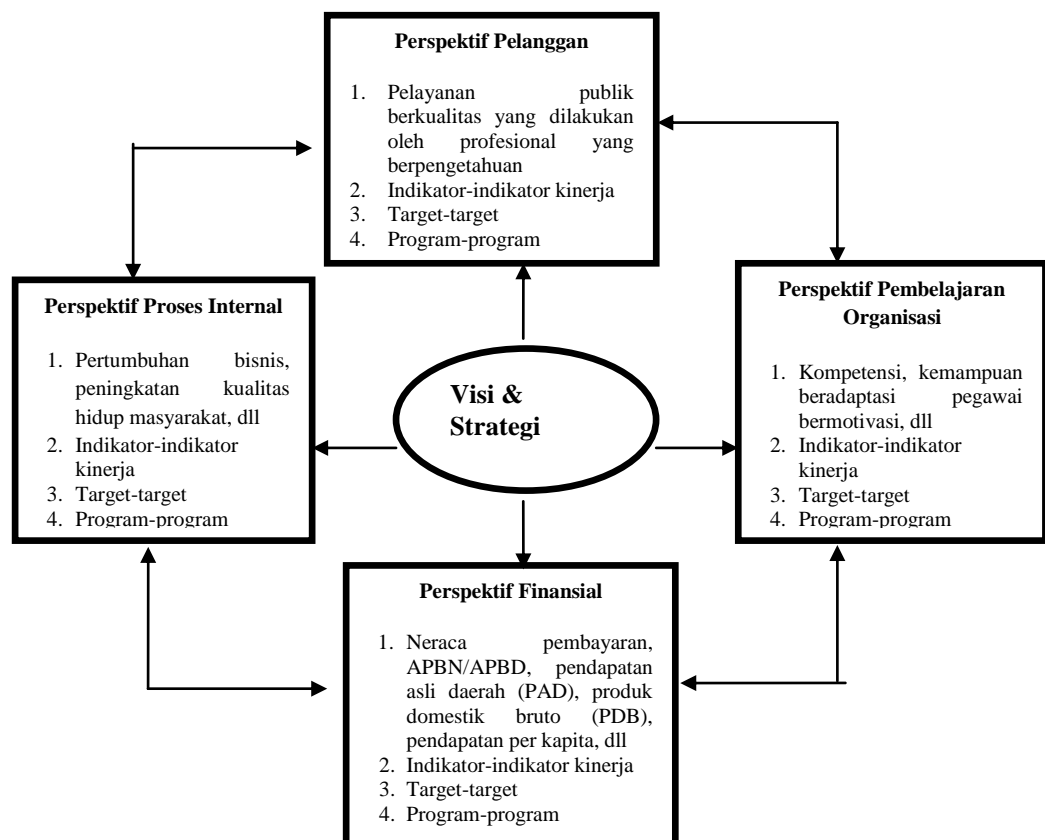 Perspektif Pelanggan
1. Pelayanan publik
berkualitas yang dilakukan
oleh profesional yang
berpengetahuan
2. Indikator-indikator kinerja
3. Target-target
4. Program-program
Perspektif Proses Internal
1. Pertumbuhan bisnis,
peningkatan kualitas
hidup masyarakat, dll
2. Indikator-indikator
kinerja
3. Target-target
4. Program-program
Visi &
Strategi
Perspektif Pembelajaran
Organisasi
1. Kompetensi, kemampuan
beradaptasi pegawai
bermotivasi, dll
2. Indikator-indikator
kinerja
3. Target-target
4. Program-program
Perspektif Finansial
1. Neraca pembayaran,
APBN/APBD, pendapatan
asli daerah (PAD), produk
domestik bruto (PDB),
pendapatan per kapita, dll
2. Indikator-indikator kinerja
3. Target-target
4. Program-program